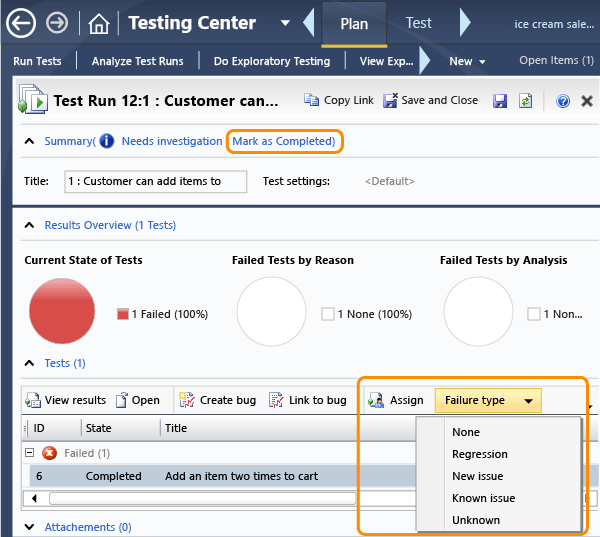 Testing Center Plan Test ice cream sale...
Run Tests Analyze Test Runs Do Exploratory Testing View Exp... New Open Items (1)
Test Run 12:1 : Customer can... Copy Link Save and Close
Summary( Needs investigation Mark as Completed)
Title: 1 : Customer can add items to Test settings: <Default>
Results Overview (1 Tests)
Current State of Tests Failed Tests by Reason Failed Tests by Analysis
1 Failed (100%) 1 None (100%) 1 Non...
Tests (1)
View results Open Create bug Link to bug Assign Failure type
ID State Title
None
Failed (1)
Regression
6 Completed Add an item two times to cart New issue
Known issue
Unknown
Attachements (0)